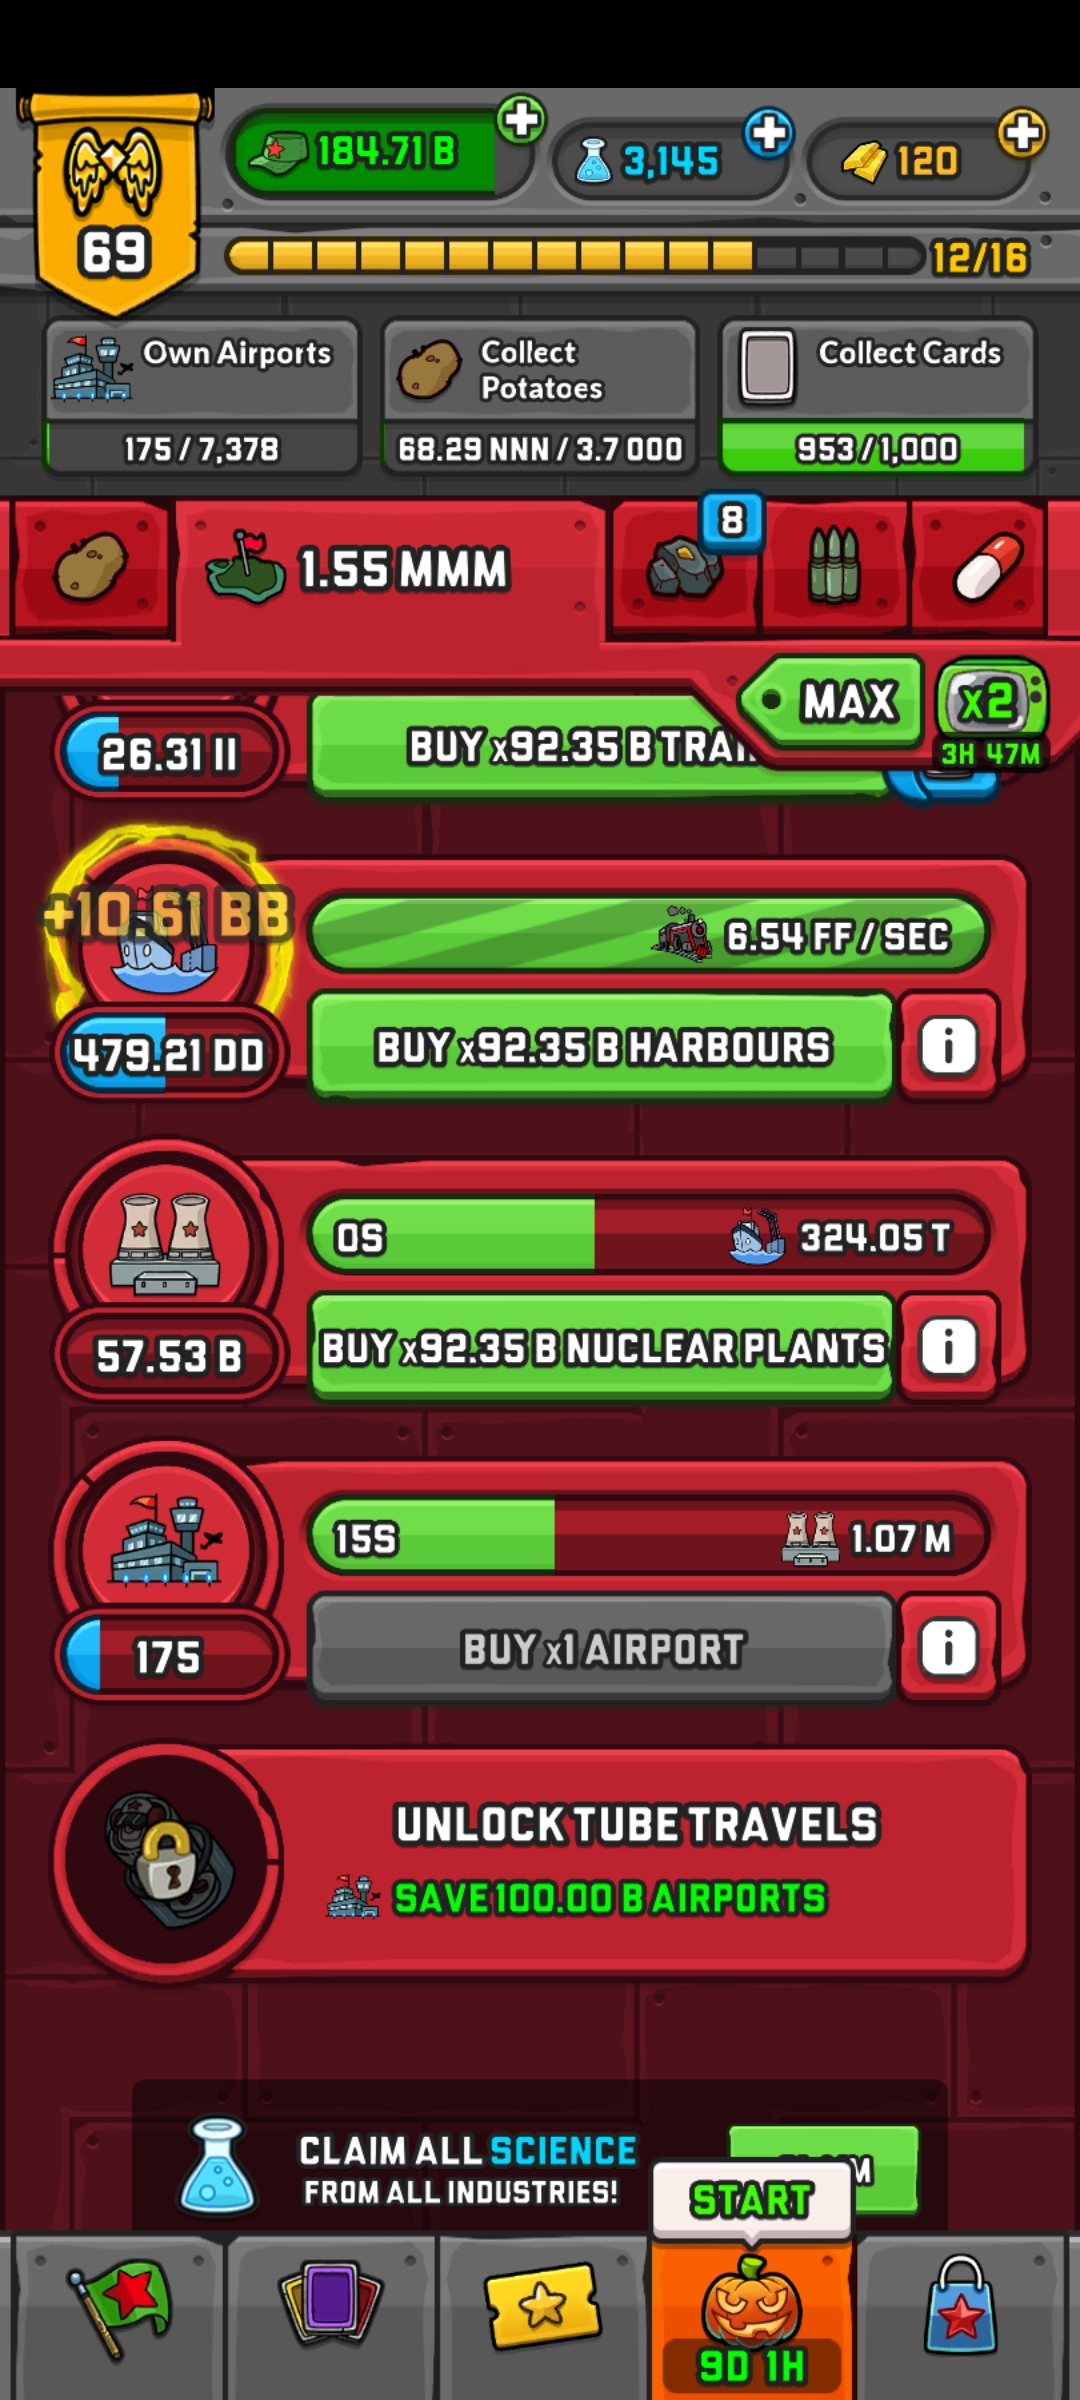 184.71 B
3,145
120
69
12/16
Own Airports
175 / 7,378
Collect
Potatoes
68.29 NNN / 3.7 OOO
Collect Cards
953 / 1,000
1.55 MMM
8
MAX
x2
3H 47M
26.31 II
BUY x92.35 B
+10.61 BB
6.54 FF / SEC
479.21 DD
BUY x92.35 B HARBOURS
i
0S
324.05 T
57.53 B
BUY x92.35 B NUCLEAR PLANTS
i
15S
1.07 M
175
BUY x1 AIRPORT
i
UNLOCK TUBE TRAVELS
SAVE 100.00 B AIRPORTS
CLAIM ALL SCIENCE
FROM ALL INDUSTRIES!
START
9D 1H